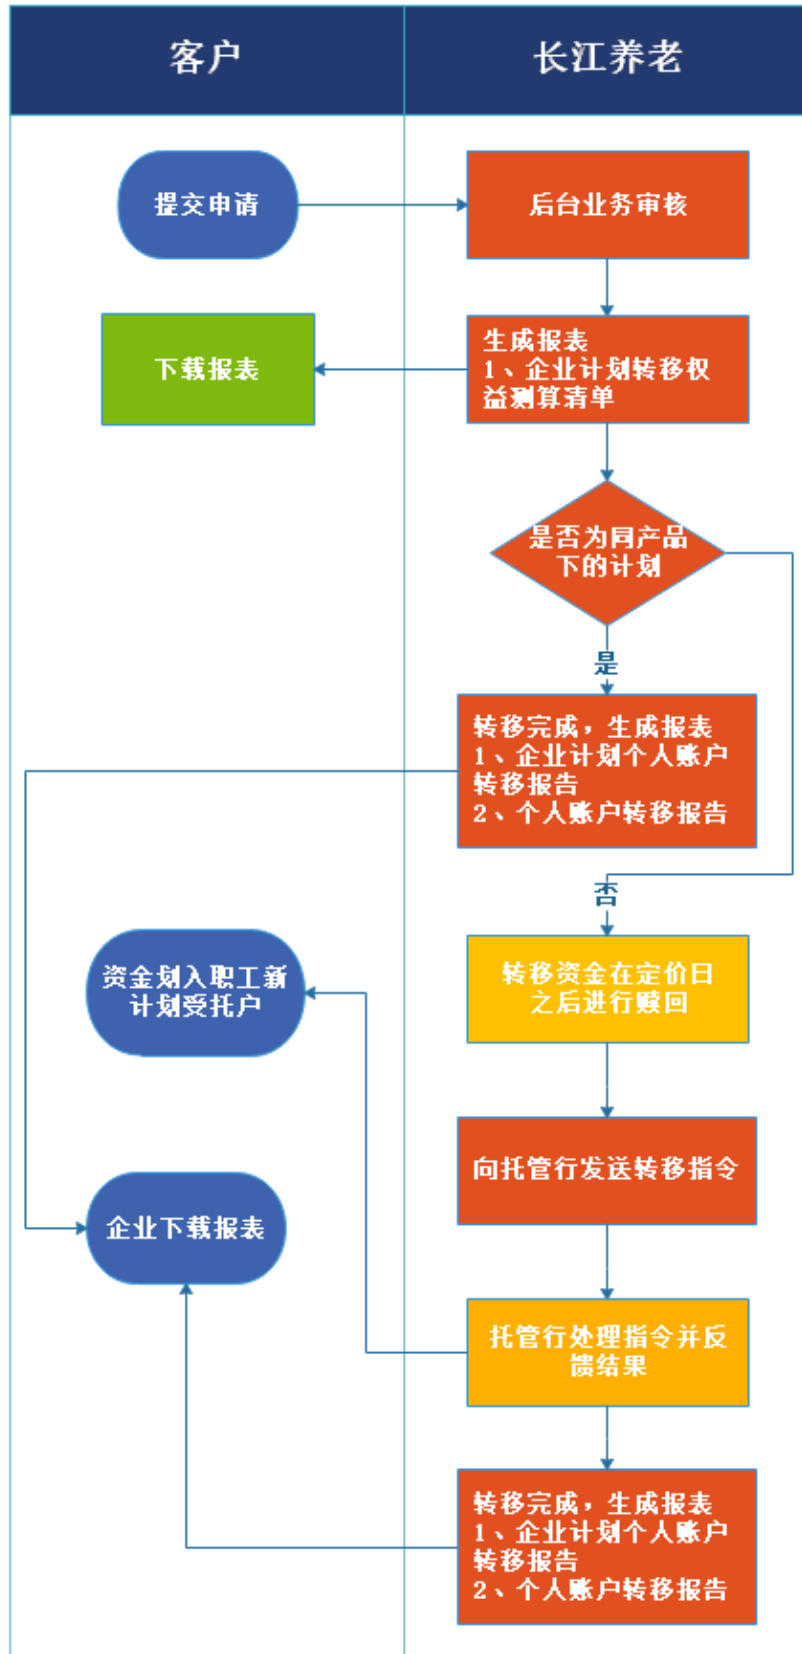 客户
长江养老
提交申请
后台业务审核
下载报表
生成报表
1、企业计划转移权
益测算清单
是否为同产品
下的计划
是
转移完成，生成报表
1、企业计划个人账户
转移报告
2、个人账户转移报告
否
资金划入职工新
计划受托户
转移资金在定价日
之后进行赎回
向托管行发送转移指令
企业下载报表
托管行处理指令并反
馈结果
转移完成，生成报表
1、企业计划个人账户
转移报告
2、个人账户转移报告